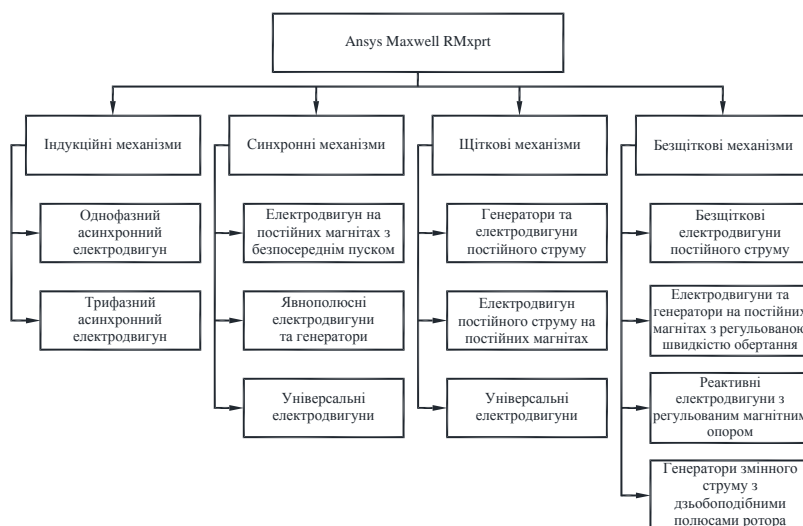 Ansys Maxwell RMxprt
Індукційні механізми
Однофазний
асинхронний
електродвигун
Трифазний
асинхронний
електродвигун
Синхронні механізми
Електродвигун на
постійних магнітах з
безпосереднім пуском
Явнополюсні
електродвигуни
та генератори
Універсальні
електродвигуни
Щіткові механізми
Генератори та
електродвигуни
постійного струму
Електродвигун
постійного струму на
постійних магнітах
Універсальні
електродвигуни
Безщіткові механізми
Безщіткові
електродвигуни
постійного струму
Електродвигуни та
генератори на постійних
магнітах з регульованою
швидкістю обертання
Реактивні
електродвигуни з
регульованим магнітним
опором
Генератори змінного
струму з
дзьобоподібними
полюсами ротора